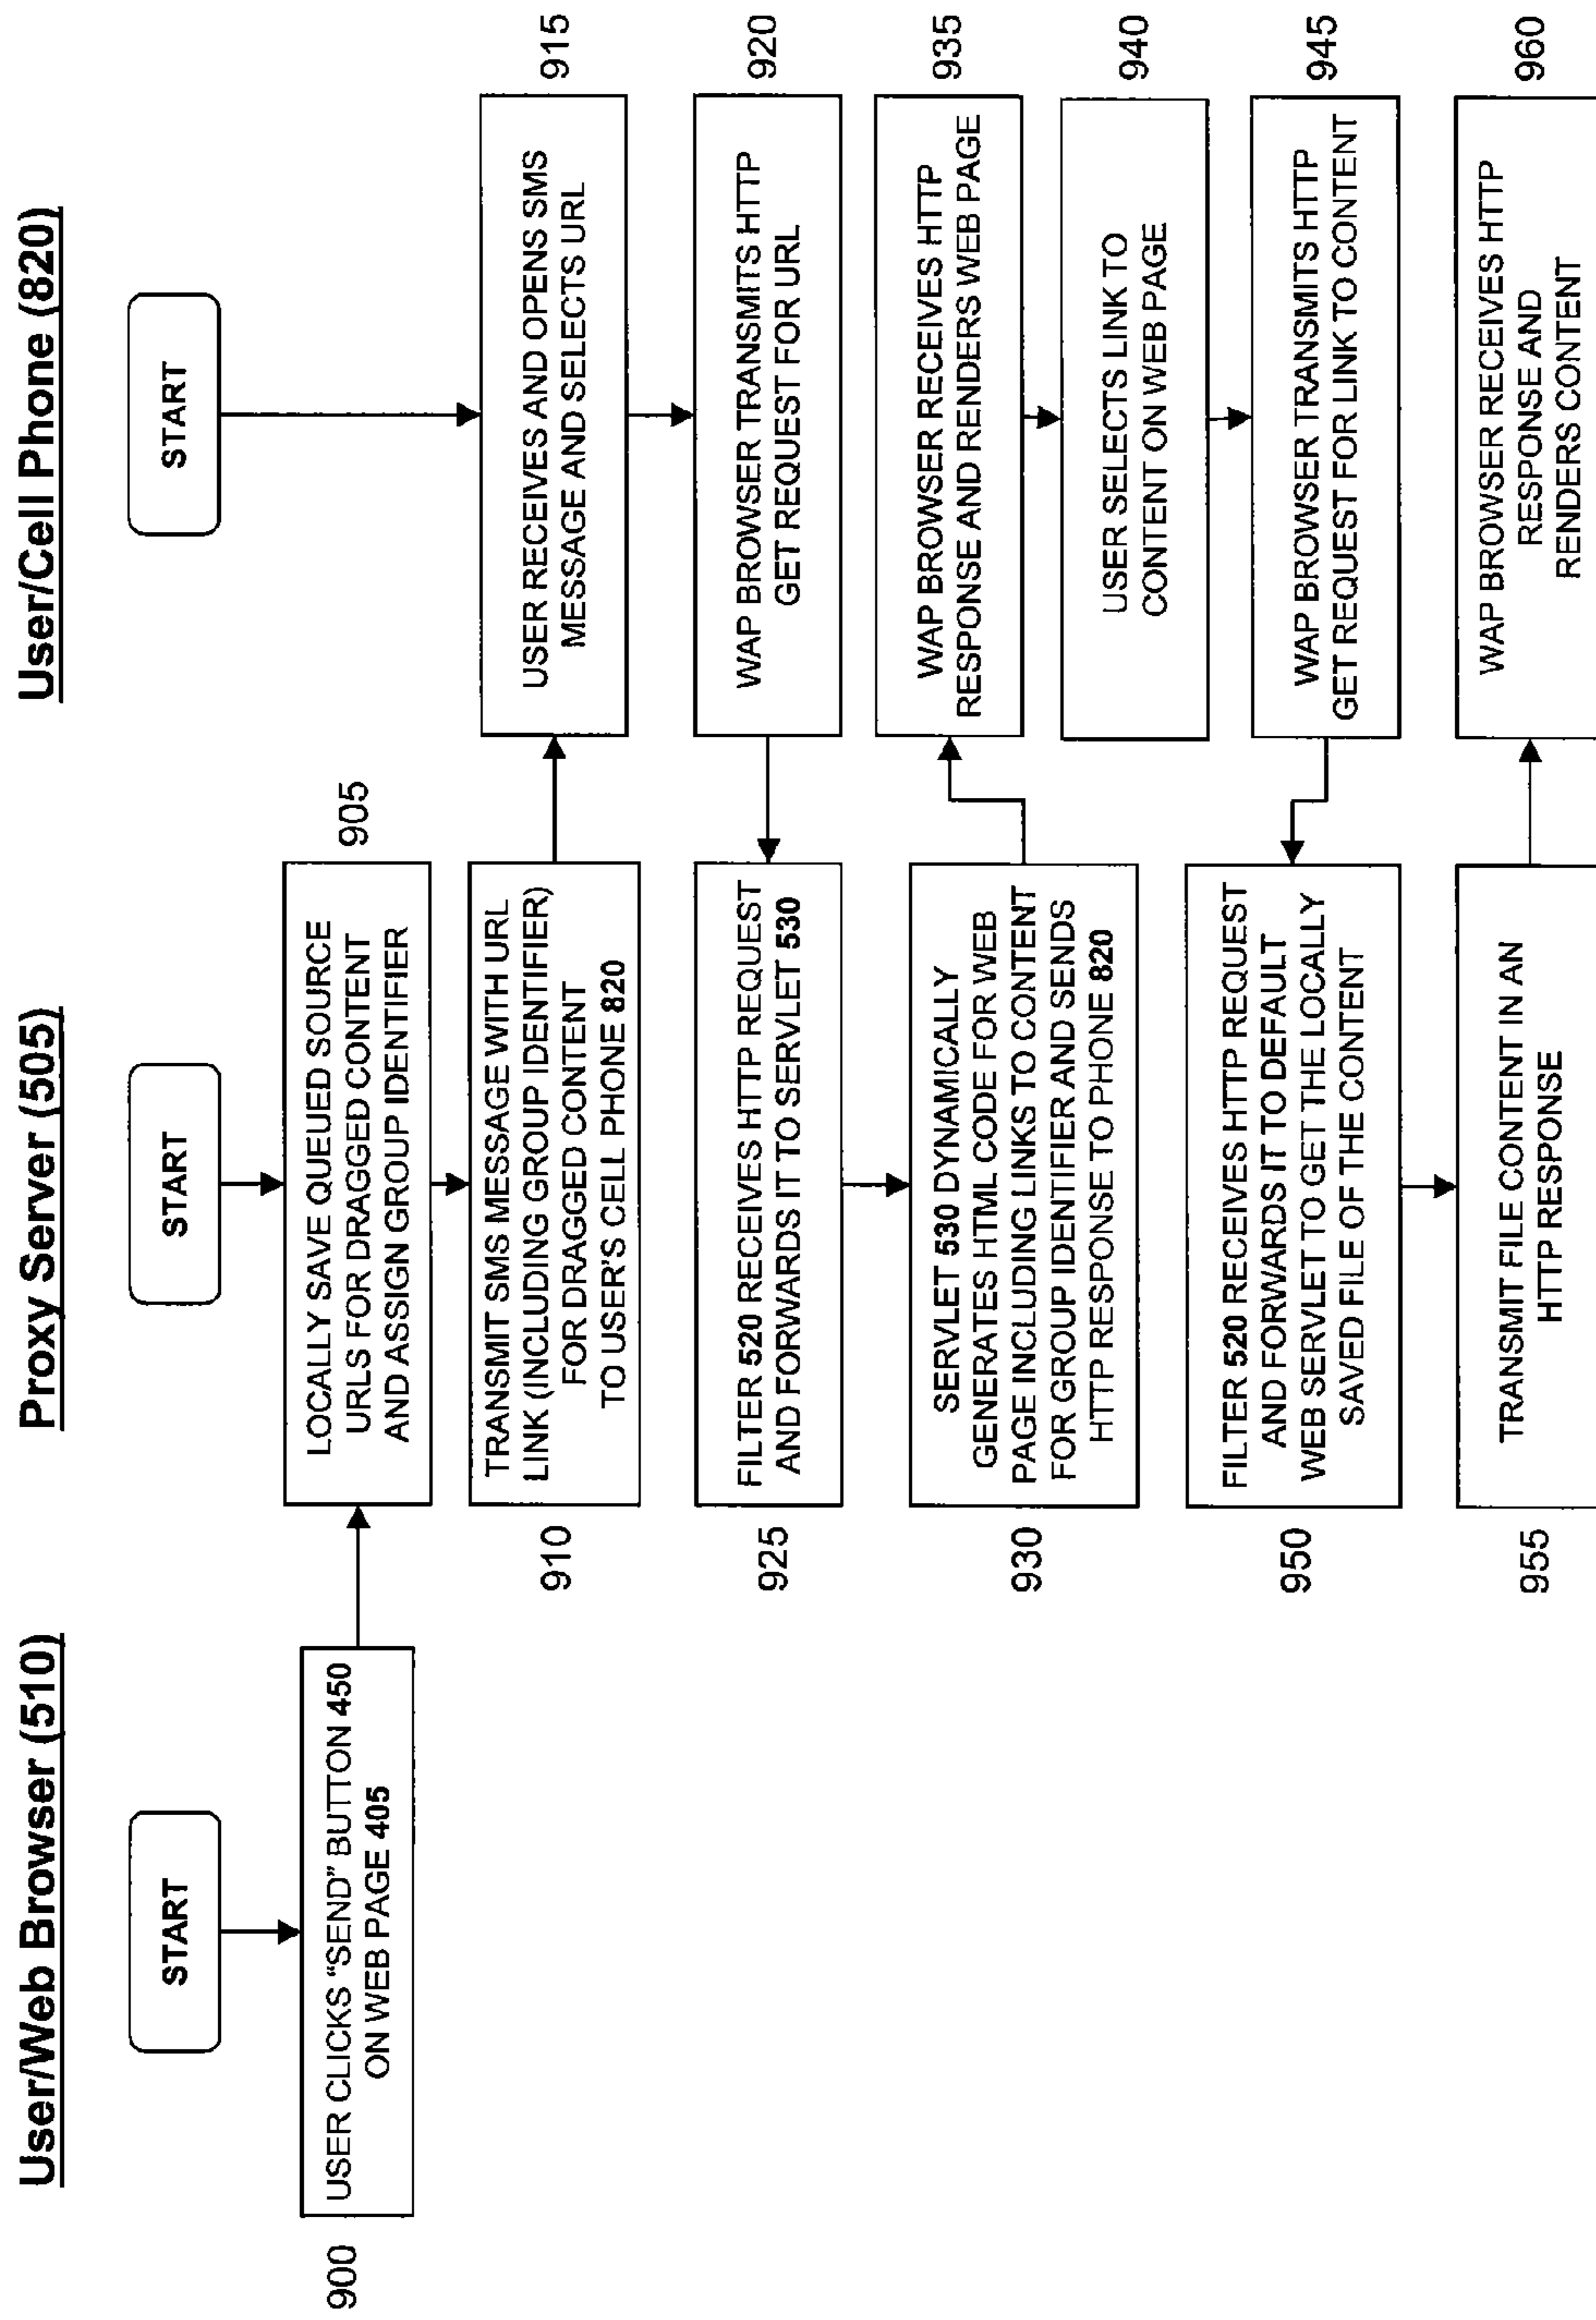 User/Web Browser (510)
Proxy Server (505)
User/Cell Phone (820)
START
START
START
900
USER CLICKS "SEND" BUTTON 450
ON WEB PAGE 405
LOCALLY SAVE QUEUED SOURCE
URLS FOR DRAGGED CONTENT
AND ASSIGN GROUP IDENTIFIER
905
910
TRANSMIT SMS MESSAGE WITH URL
LINK (INCLUDING GROUP IDENTIFIER)
FOR DRAGGED CONTENT
TO USER'S CELL PHONE 820
USER RECEIVES AND OPENS SMS
MESSAGE AND SELECTS URL
915
WAP BROWSER TRANSMITS HTTP
GET REQUEST FOR URL
920
925
FILTER 520 RECEIVES HTTP REQUEST
AND FORWARDS IT TO SERVLET 530
930
SERVLET 530 DYNAMICALLY
GENERATES HTML CODE FOR WEB
PAGE INCLUDING LINKS TO CONTENT
FOR GROUP IDENTIFIER AND SENDS
HTTP RESPONSE TO PHONE 820
WAP BROWSER RECEIVES HTTP
RESPONSE AND RENDERS WEB PAGE
935
USER SELECTS LINK TO
CONTENT ON WEB PAGE
940
WAP BROWSER TRANSMITS HTTP
GET REQUEST FOR LINK TO CONTENT
945
950
FILTER 520 RECEIVES HTTP REQUEST
AND FORWARDS IT TO DEFAULT
WEB SERVLET TO GET THE LOCALLY
SAVED FILE OF THE CONTENT
955
TRANSMIT FILE CONTENT IN AN
HTTP RESPONSE
WAP BROWSER RECEIVES HTTP
RESPONSE AND
RENDERS CONTENT
960